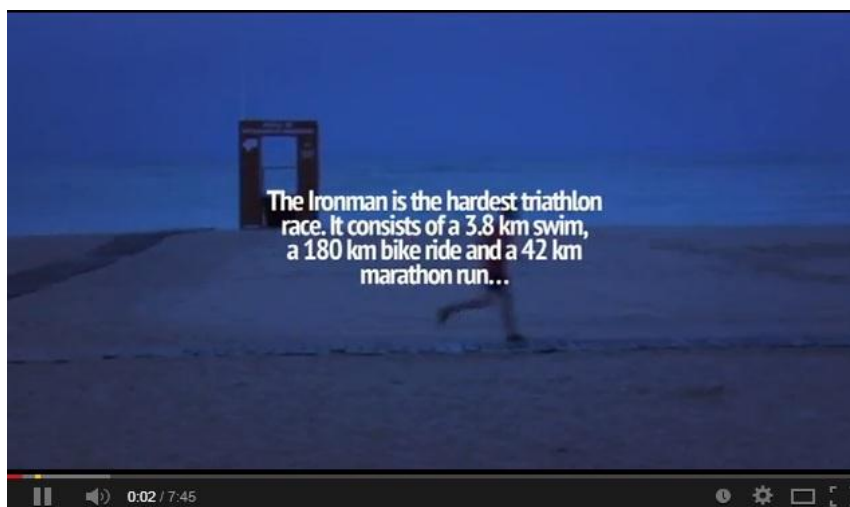 The Ironman is the hardest triathlon
race. It consists of a 3.8 km swim,
a 180 km bike ride and a 42 km
marathon run...
0:02 / 7:45